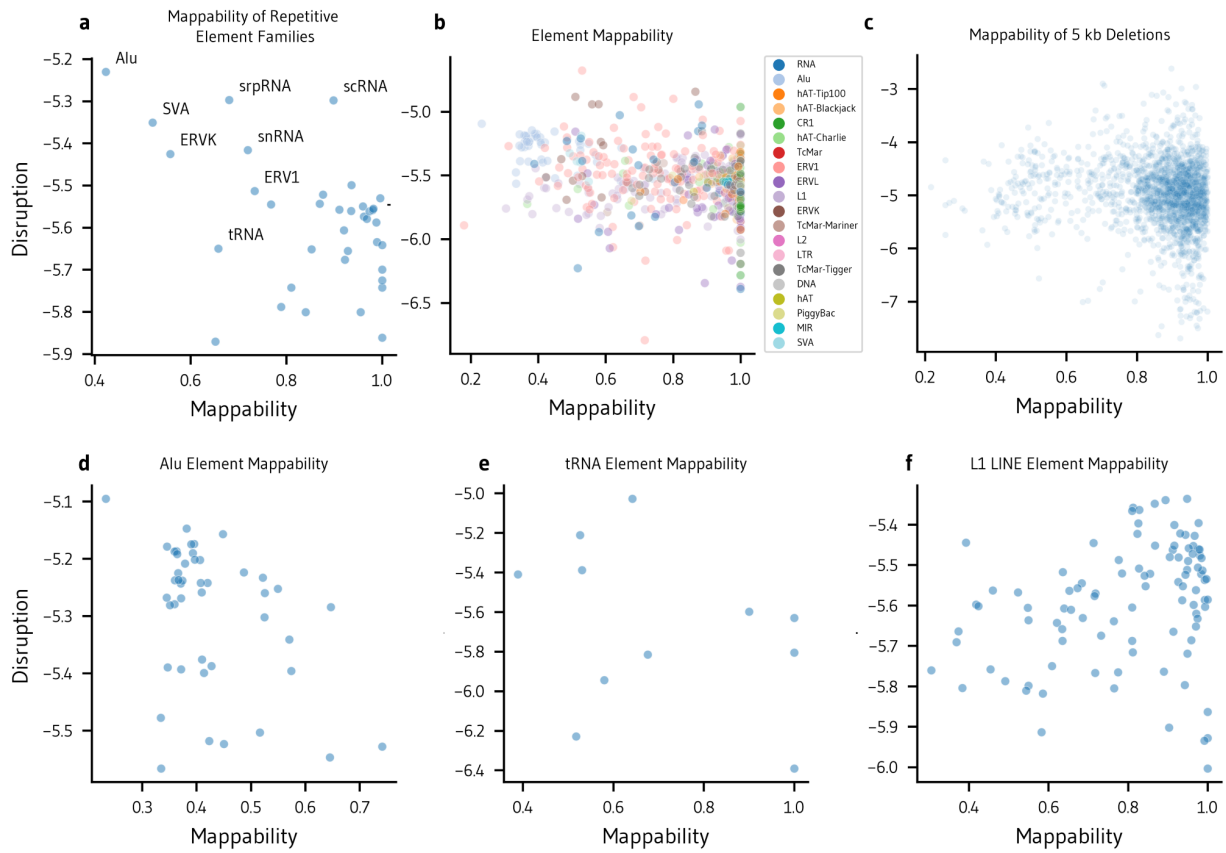 a
Mappability of Repetitive
Element Families
−5.2
−5.3
−5.4
−5.5
−5.6
−5.7
−5.8
−5.9
Disruption
Alu
srpRNA
scRNA
SVA
ERVK
snRNA
ERV1
tRNA
0.4
0.6
0.8
1.0
Mappability
b
Element Mappability
−5.0
−5.5
−6.0
−6.5
0.2
0.4
0.6
0.8
1.0
Mappability
RNA
Alu
hAT-Tip100
hAT-Blackjack
CR1
hAT-Charlie
TcMar
ERV1
ERVL
L1
ERVK
TcMar-Mariner
L2
LTR
TcMar-Tigger
DNA
hAT
PiggyBac
MIR
SVA
c
Mappability of 5 kb Deletions
−3
−4
−5
−6
−7
0.2
0.4
0.6
0.8
1.0
Mappability
d
Alu Element Mappability
−5.1
−5.2
−5.3
−5.4
−5.5
Disruption
0.3
0.4
0.5
0.6
0.7
Mappability
e
tRNA Element Mappability
−5.0
−5.2
−5.4
−5.6
−5.8
−6.0
−6.2
−6.4
0.4
0.6
0.8
1.0
Mappability
f
L1 LINE Element Mappability
−5.4
−5.5
−5.6
−5.7
−5.8
−5.9
−6.0
0.4
0.6
0.8
1.0
Mappability